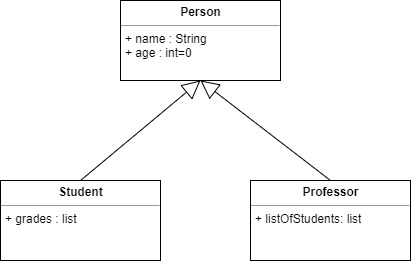 Person
+ name : String
+ age : int=0
Student
+ grades : list
Professor
+ listOfStudents: list